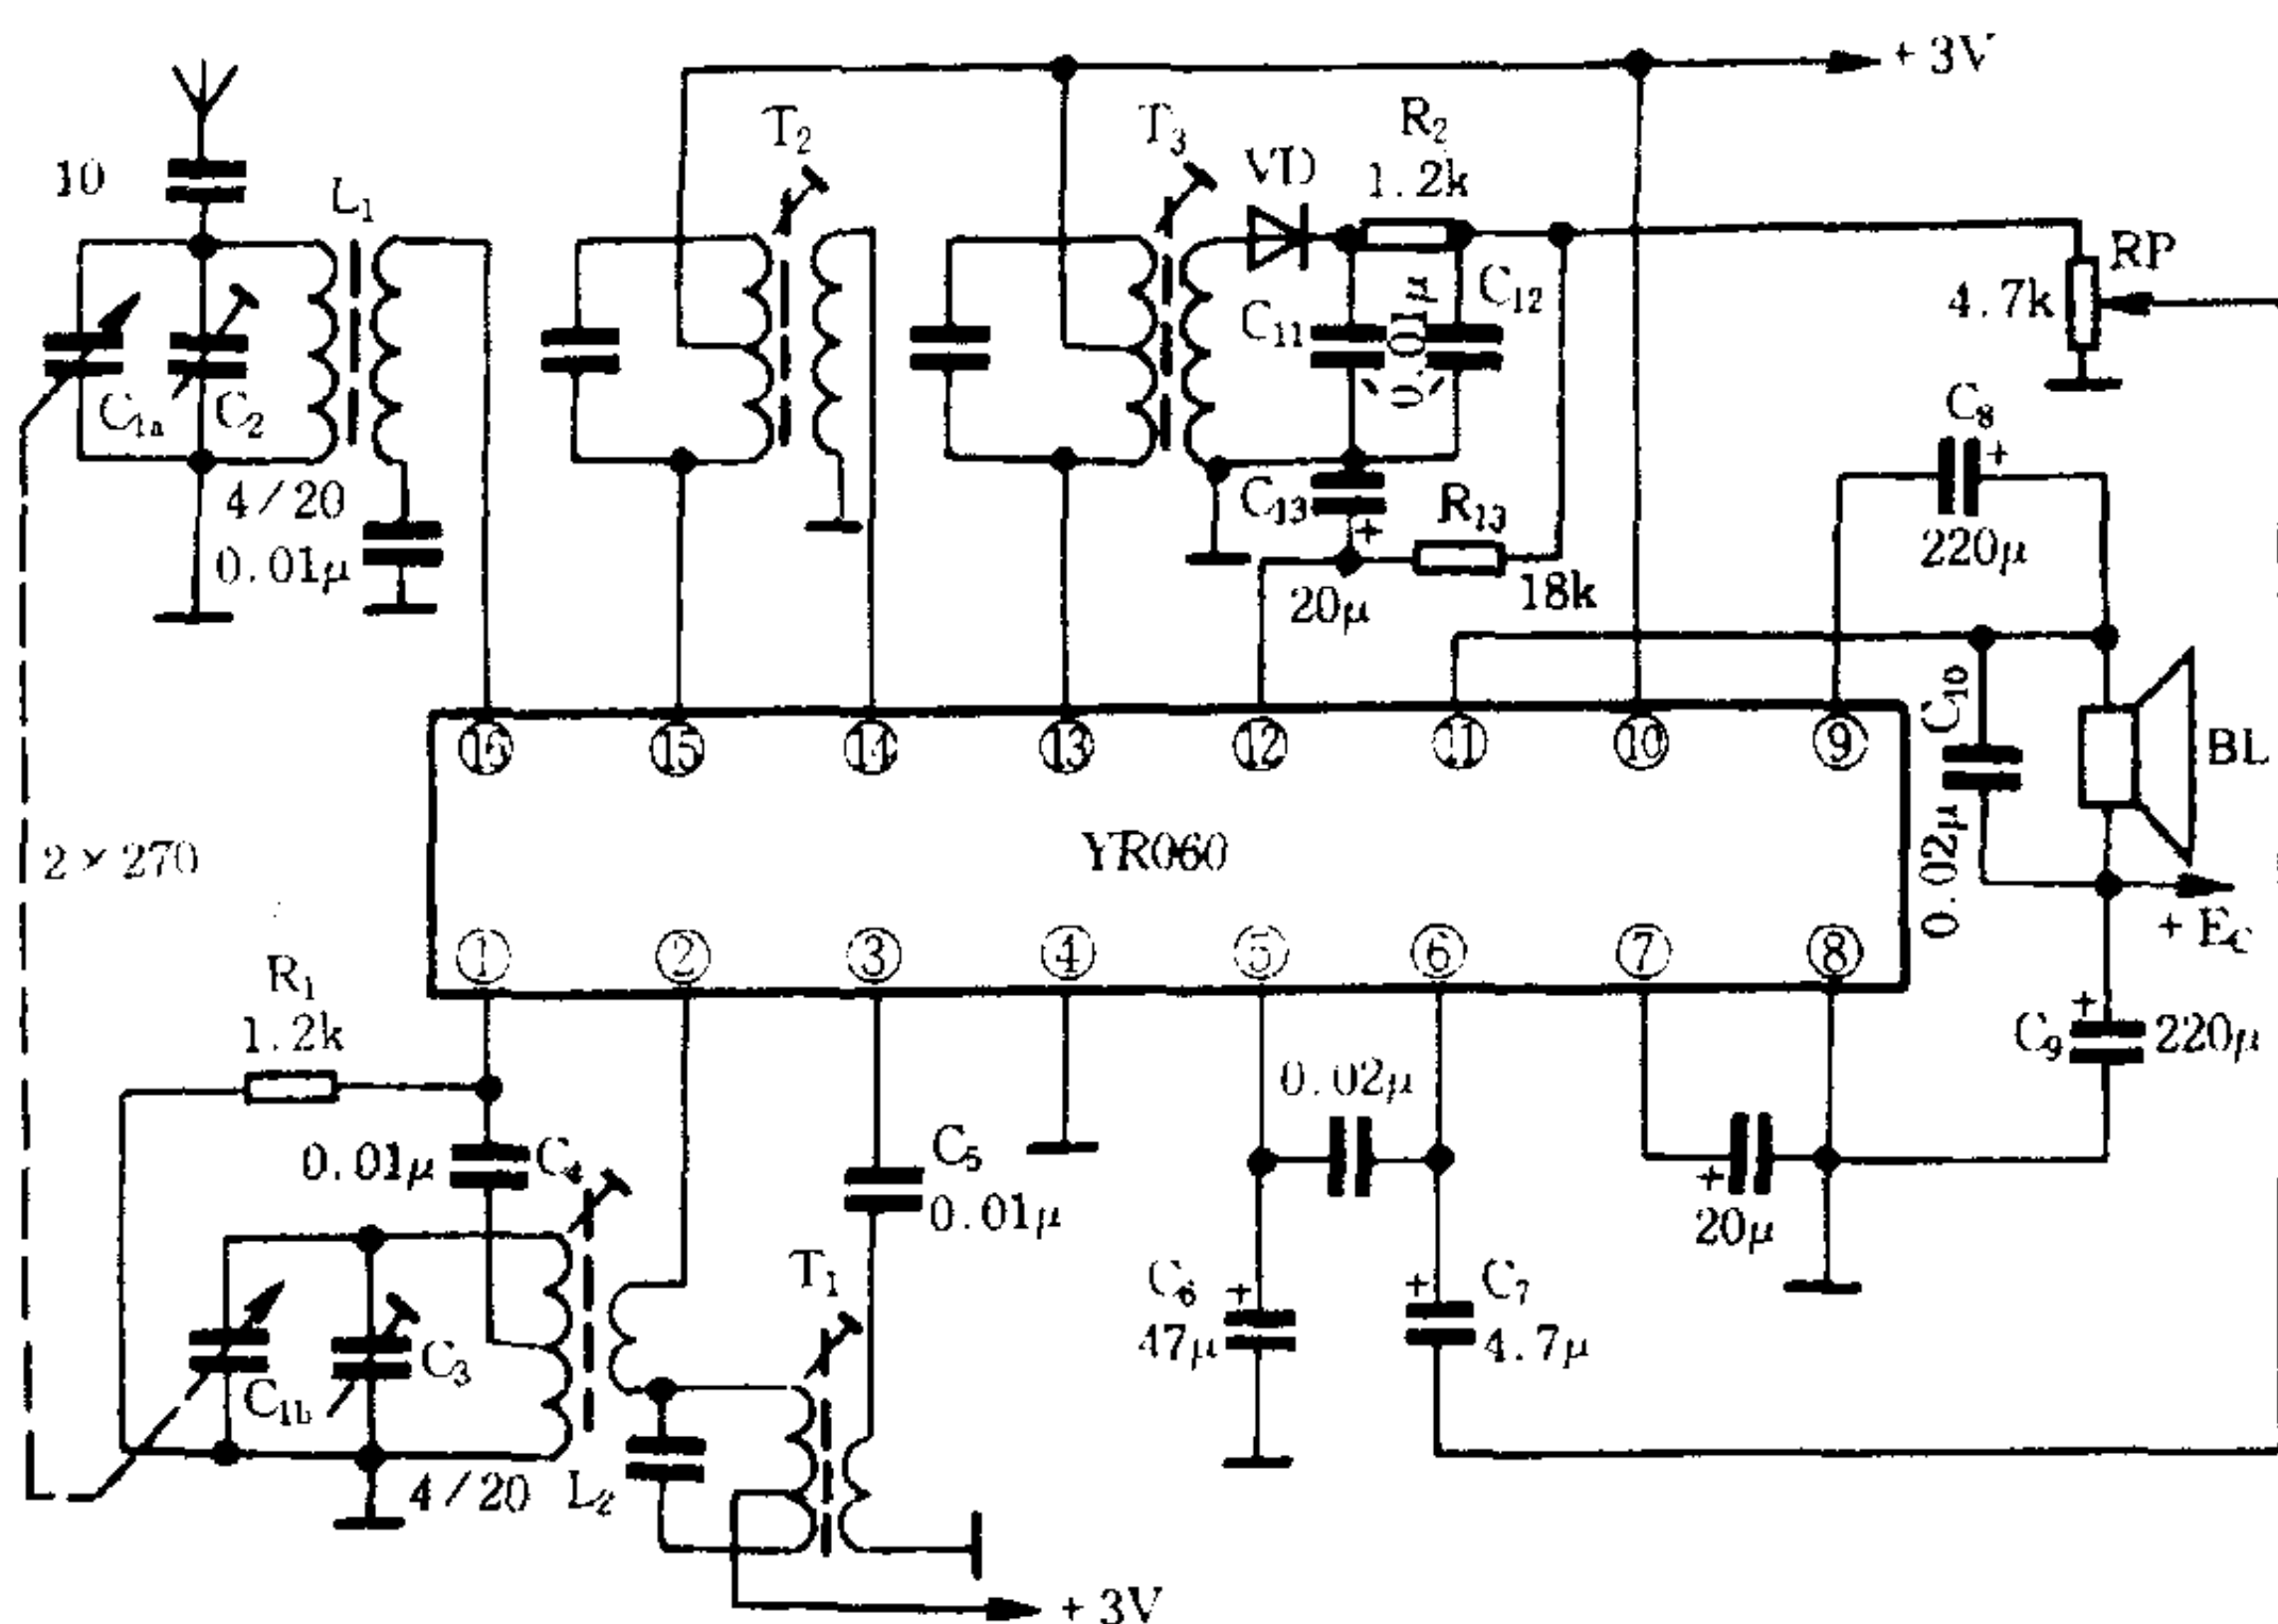 + 3V
T₂
T₃
R₂
VD
1.2k
10
L₁
RP
4.7k
C₁₁
0.01μ
C₁₂
C₁ₐ
C₂
C₈
4/20
C₁₃
R₁₃
0.01μ
220μ
20μ
18k
C₁₀
⑯
⑮
⑭
⑬
⑫
⑪
⑩
⑨
BL
2×270
YR060
0.02μ
+ E_C
①
②
③
④
⑤
⑥
⑦
⑧
R₁
1.2k
C₉
220μ
0.02μ
0.01μ
C₄
C₅
0.01μ
+
20μ
T₁
C₆
47μ
C₇
4.7μ
C₃
C₁b
4/20
L₂
+ 3V